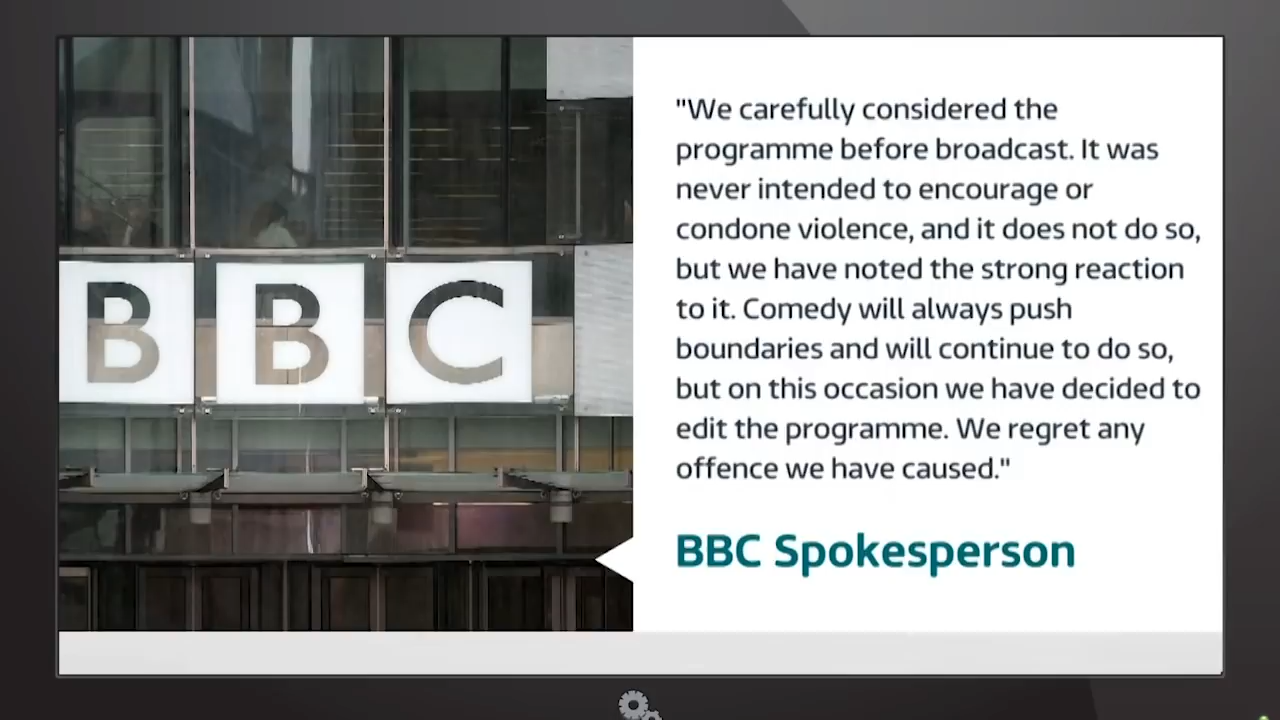 BBC
"We carefully considered the
programme before broadcast. It was
never intended to encourage or
condone violence, and it does not do so,
but we have noted the strong reaction
to it. Comedy will always push
boundaries and will continue to do so,
but on this occasion we have decided to
edit the programme. We regret any
offence we have caused."
BBC Spokesperson